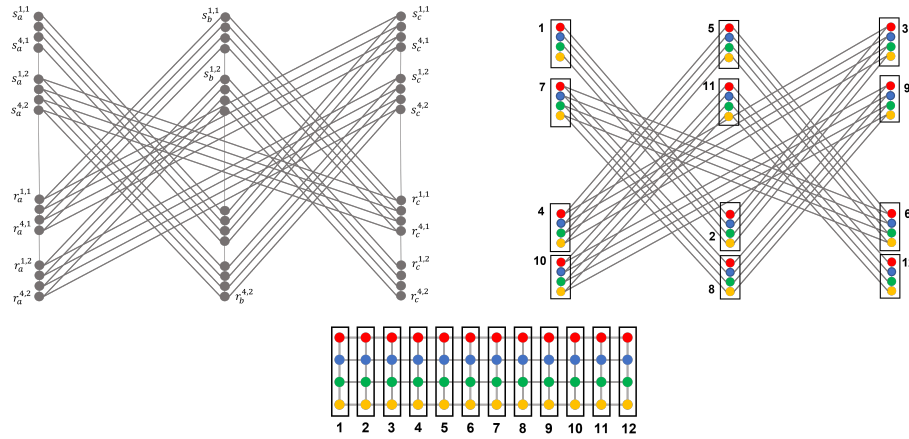 s_a^{1,1}
s_a^{4,1}
s_a^{1,2}
s_a^{4,2}
r_a^{1,1}
r_a^{4,1}
r_a^{1,2}
r_a^{4,2}
s_b^{1,1}
s_b^{1,2}
r_b^{4,2}
s_c^{1,1}
s_c^{4,1}
s_c^{1,2}
s_c^{4,2}
r_c^{1,1}
r_c^{4,1}
r_c^{1,2}
r_c^{4,2}
1 5 3
7 11 9
4 2 6
10 8
1 2 3 4 5 6 7 8 9 10 11 12